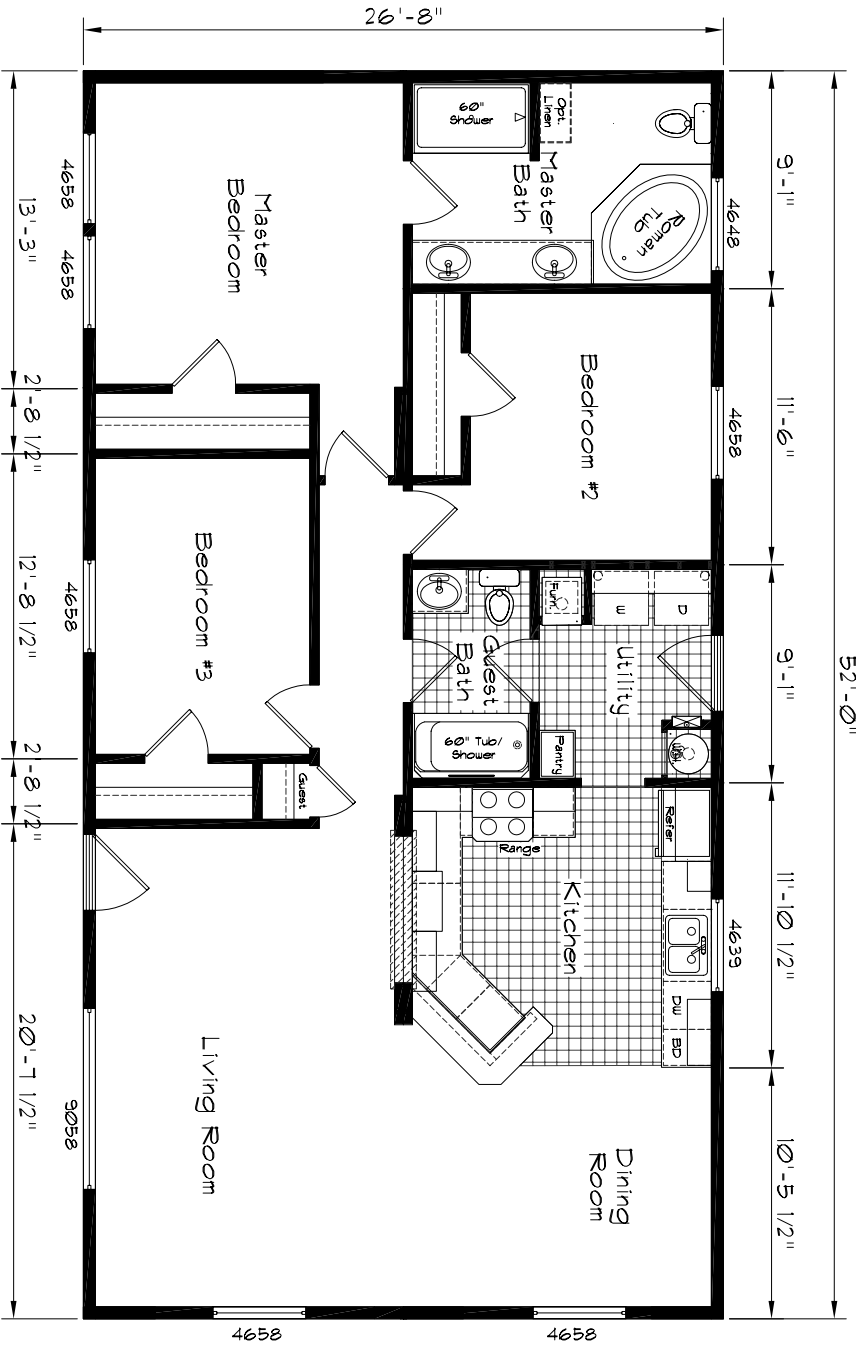 26'-8"
52'-0"
9'-1"
11'-6"
9'-1"
11'-10 1/2"
10'-5 1/2"
13'-3"
2'-8 1/2"
12'-8 1/2"
2'-8 1/2"
20'-7 1/2"
4658
4658
4658
9058
4648
4658
4639
4658
4658
60"
Shower
Opt.
Linen
Master
Bath
Roman
Tub
Master
Bedroom
Bedroom #2
Bedroom #3
Furn
W
D
Utility
Guest
Bath
60" Tub/
Shower
Pantry
WH
Guest
Range
Refer
Kitchen
DW
BD
Living Room
Dining
Room